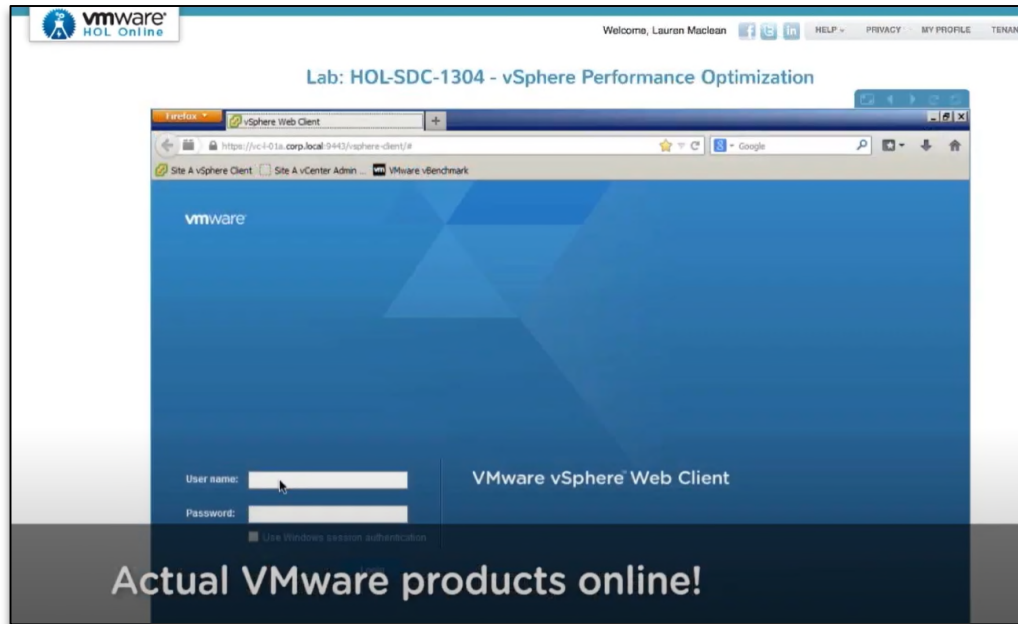 vmware
HOL Online
Welcome, Lauren Maclean HELP PRIVACY MY PROFILE TENAN
Lab: HOL-SDC-1304 - vSphere Performance Optimization
Firefox
vSphere Web Client
https://vc-l-01a.corp.local:9443/vsphere-client/#
Google
Site A vSphere Client Site A vCenter Admin ... VMware vBenchmark
vmware
User name:
VMware vSphere Web Client
Password:
Use Windows session authentication
Actual VMware products online!